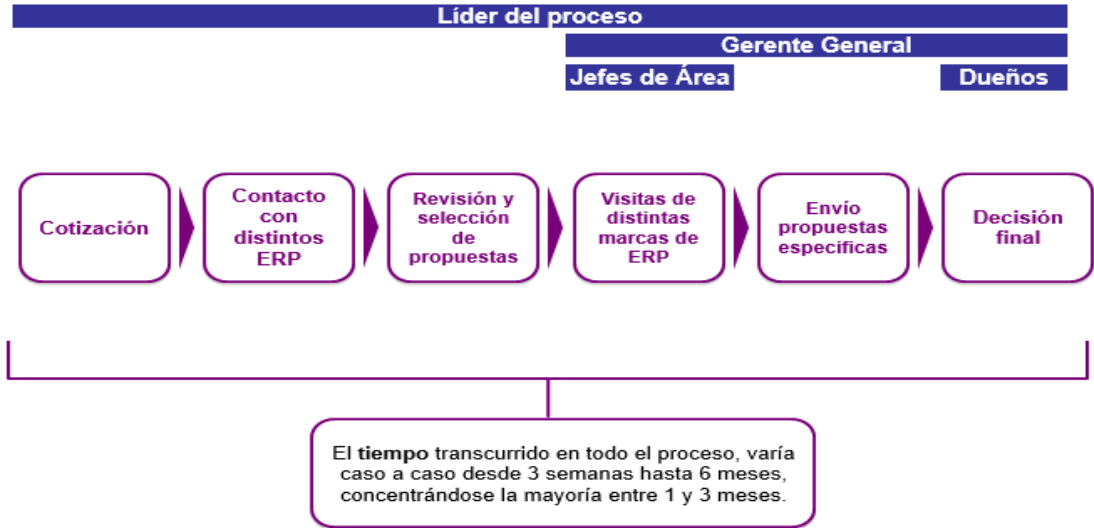 Líder del proceso
Gerente General
Jefes de Área
Dueños
Cotización
Contacto
con
distintos
ERP
Revisión y
selección
de
propuestas
Visitas de
distintas
marcas de
ERP
Envío
propuestas
especificas
Decisión
final
El tiempo transcurrido en todo el proceso, varía
caso a caso desde 3 semanas hasta 6 meses,
concentrándose la mayoría entre 1 y 3 meses.